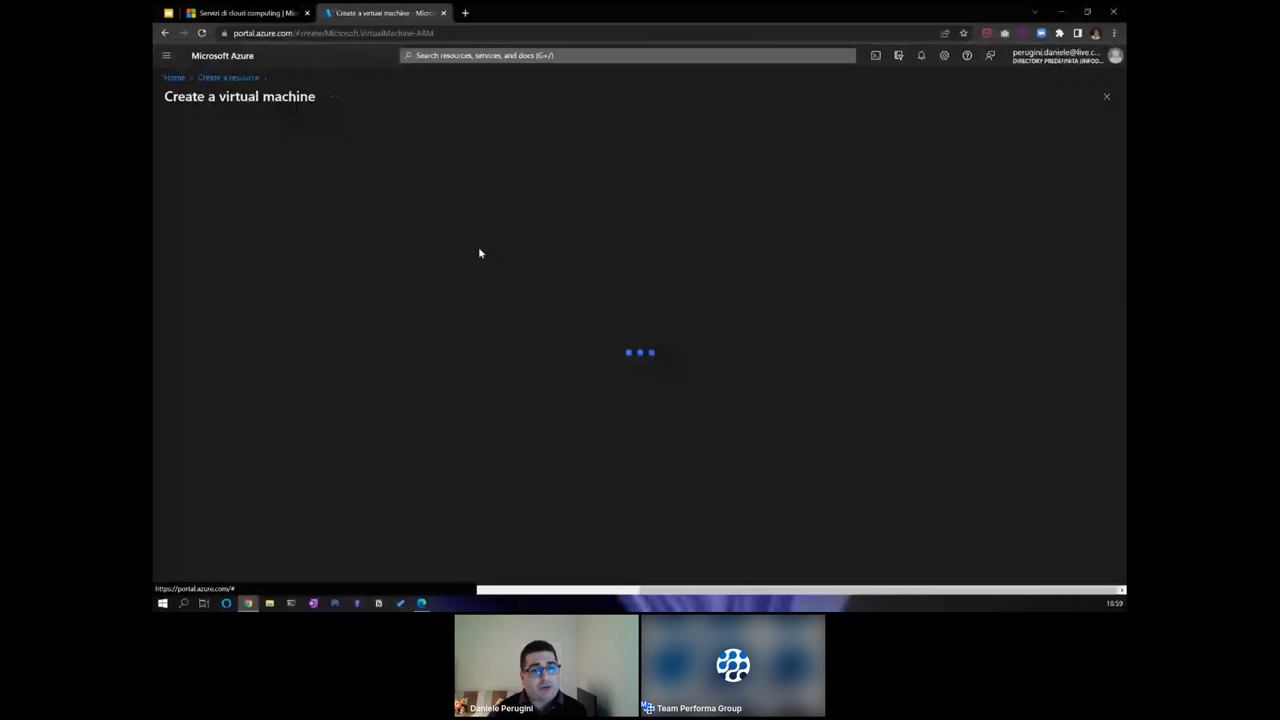 Servizi di cloud computing | Mic
Create a virtual machine - Micros
portal.azure.com/#create/Microsoft.VirtualMachine-ARM
Microsoft Azure
Search resources, services, and docs (G+/)
perugini.daniele@live.c...
DIRECTORY PREDEFINITA (INFOD...
Home
Create a resource
Create a virtual machine
https://portal.azure.com/#
18:59
Daniele Perugini
Team Performa Group